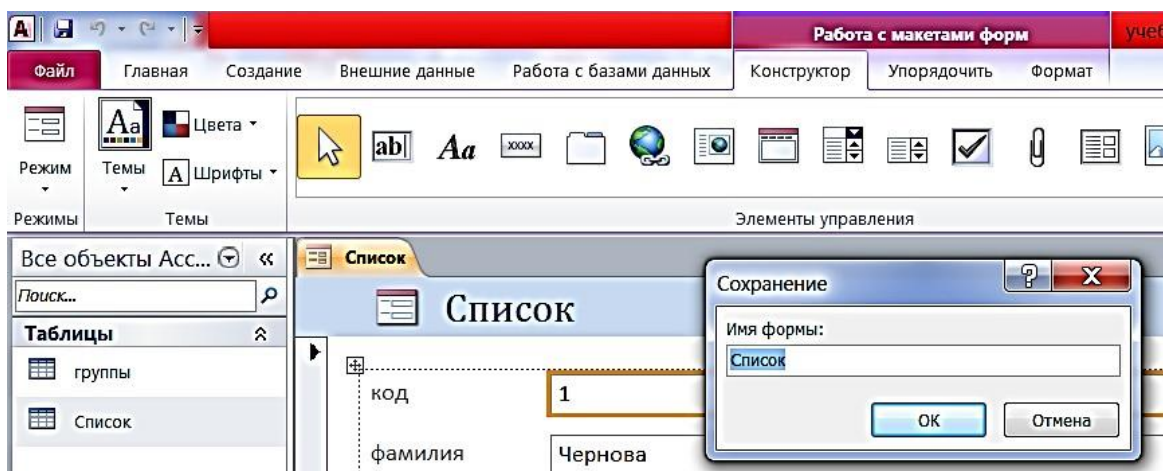 Работа с макетами форм
учеб
Файл Главная Создание Внешние данные Работа с базами данных Конструктор Упорядочить Формат
Aa Цвета ab| Aa xxxx
Режим Темы A Шрифты
Режимы Темы Элементы управления
Все объекты Acc... «
Поиск...
Таблицы
группы
Список
Список
Список
код 1
фамилия Чернова
Сохранение ? X
Имя формы:
Список
ОК Отмена